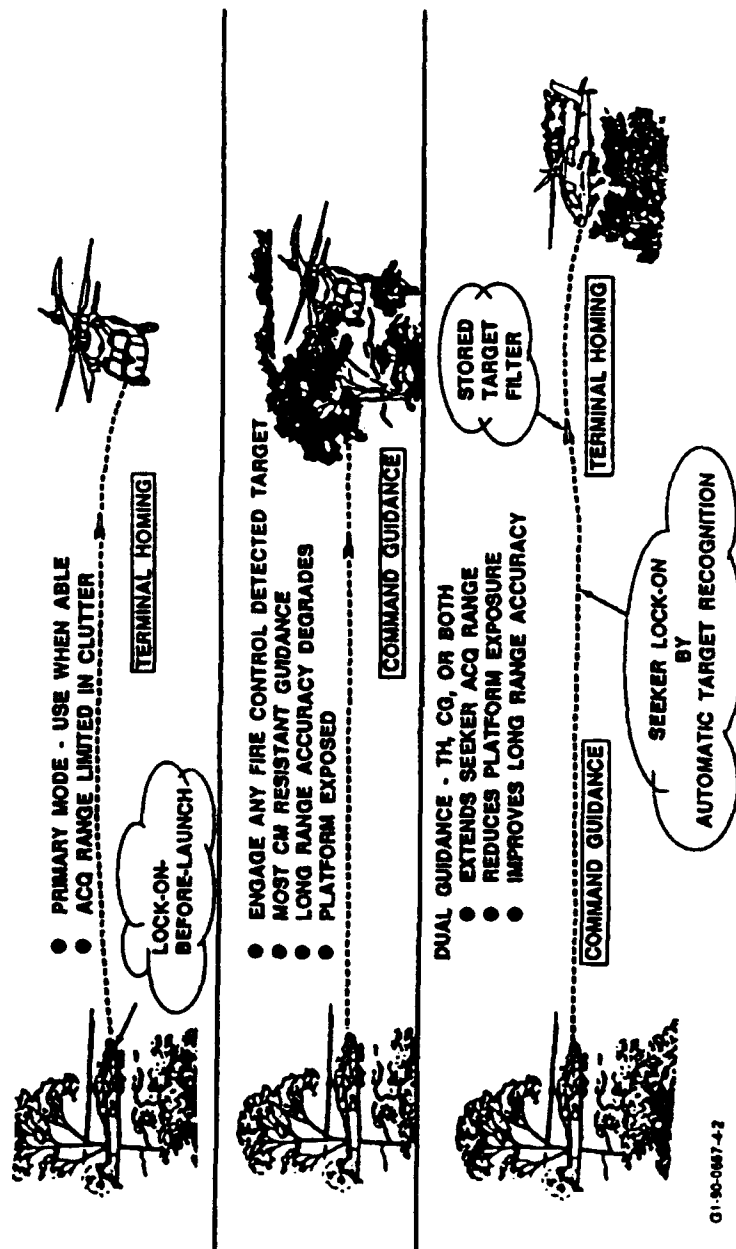 ● PRIMARY MODE - USE WHEN ABLE
● ACQ RANGE LIMITED IN CLUTTER
LOCK-ON-
BEFORE-LAUNCH
TERMINAL HOMING
● ENGAGE ANY FIRE CONTROL DETECTED TARGET
● MOST CM RESISTANT GUIDANCE
● LONG RANGE ACCURACY DEGRADES
● PLATFORM EXPOSED
COMMAND GUIDANCE
DUAL GUIDANCE - TH, CG, OR BOTH
● EXTENDS SEEKER ACQ RANGE
● REDUCES PLATFORM EXPOSURE
● IMPROVES LONG RANGE ACCURACY
STORED
TARGET
FILTER
COMMAND GUIDANCE
TERMINAL HOMING
SEEKER LOCK-ON
BY
AUTOMATIC TARGET RECOGNITION
G1-90-0667-4-2